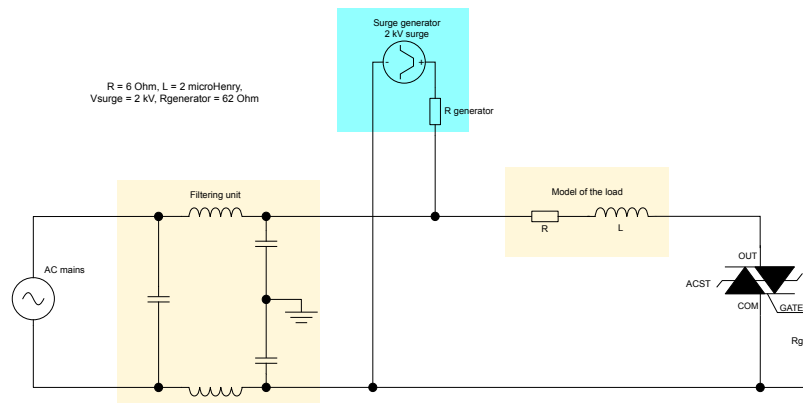 Surge generator
2 kV surge
- +
R = 6 Ohm, L = 2 microHenry,
Vsurge = 2 kV, Rgenerator = 62 Ohm
R generator
Filtering unit
Model of the load
R L
AC mains
OUT
ACST
COM
GATE
Rg